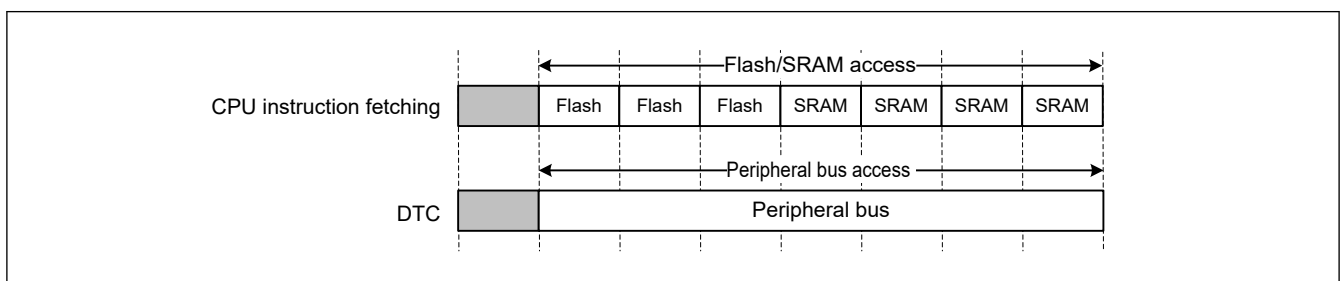 Flash/SRAM access
CPU instruction fetching Flash Flash Flash SRAM SRAM SRAM SRAM
Peripheral bus access
DTC Peripheral bus